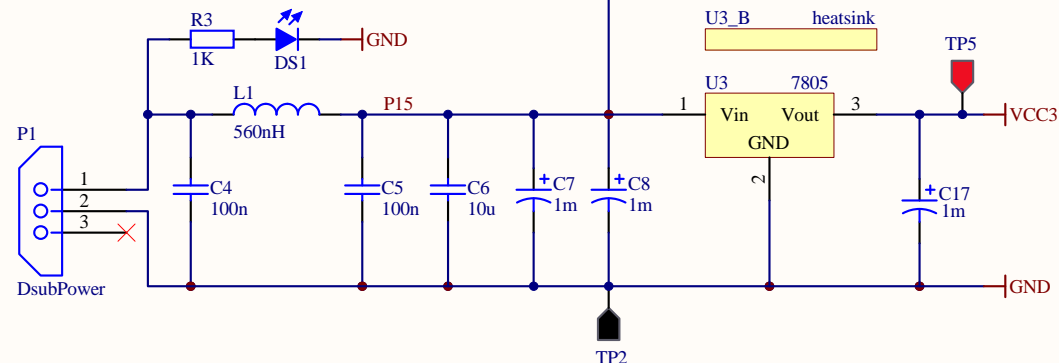 R3
1K
DS1
GND
U3_B heatsink
TP5
U3 7805
L1
560nH
P15
1
Vin Vout
GND
3
2
VCC3
P1
1
2
3
DsubPower
C4
100n
C5
100n
C6
10u
+ C7
1m
+ C8
1m
+ C17
1m
GND
TP2